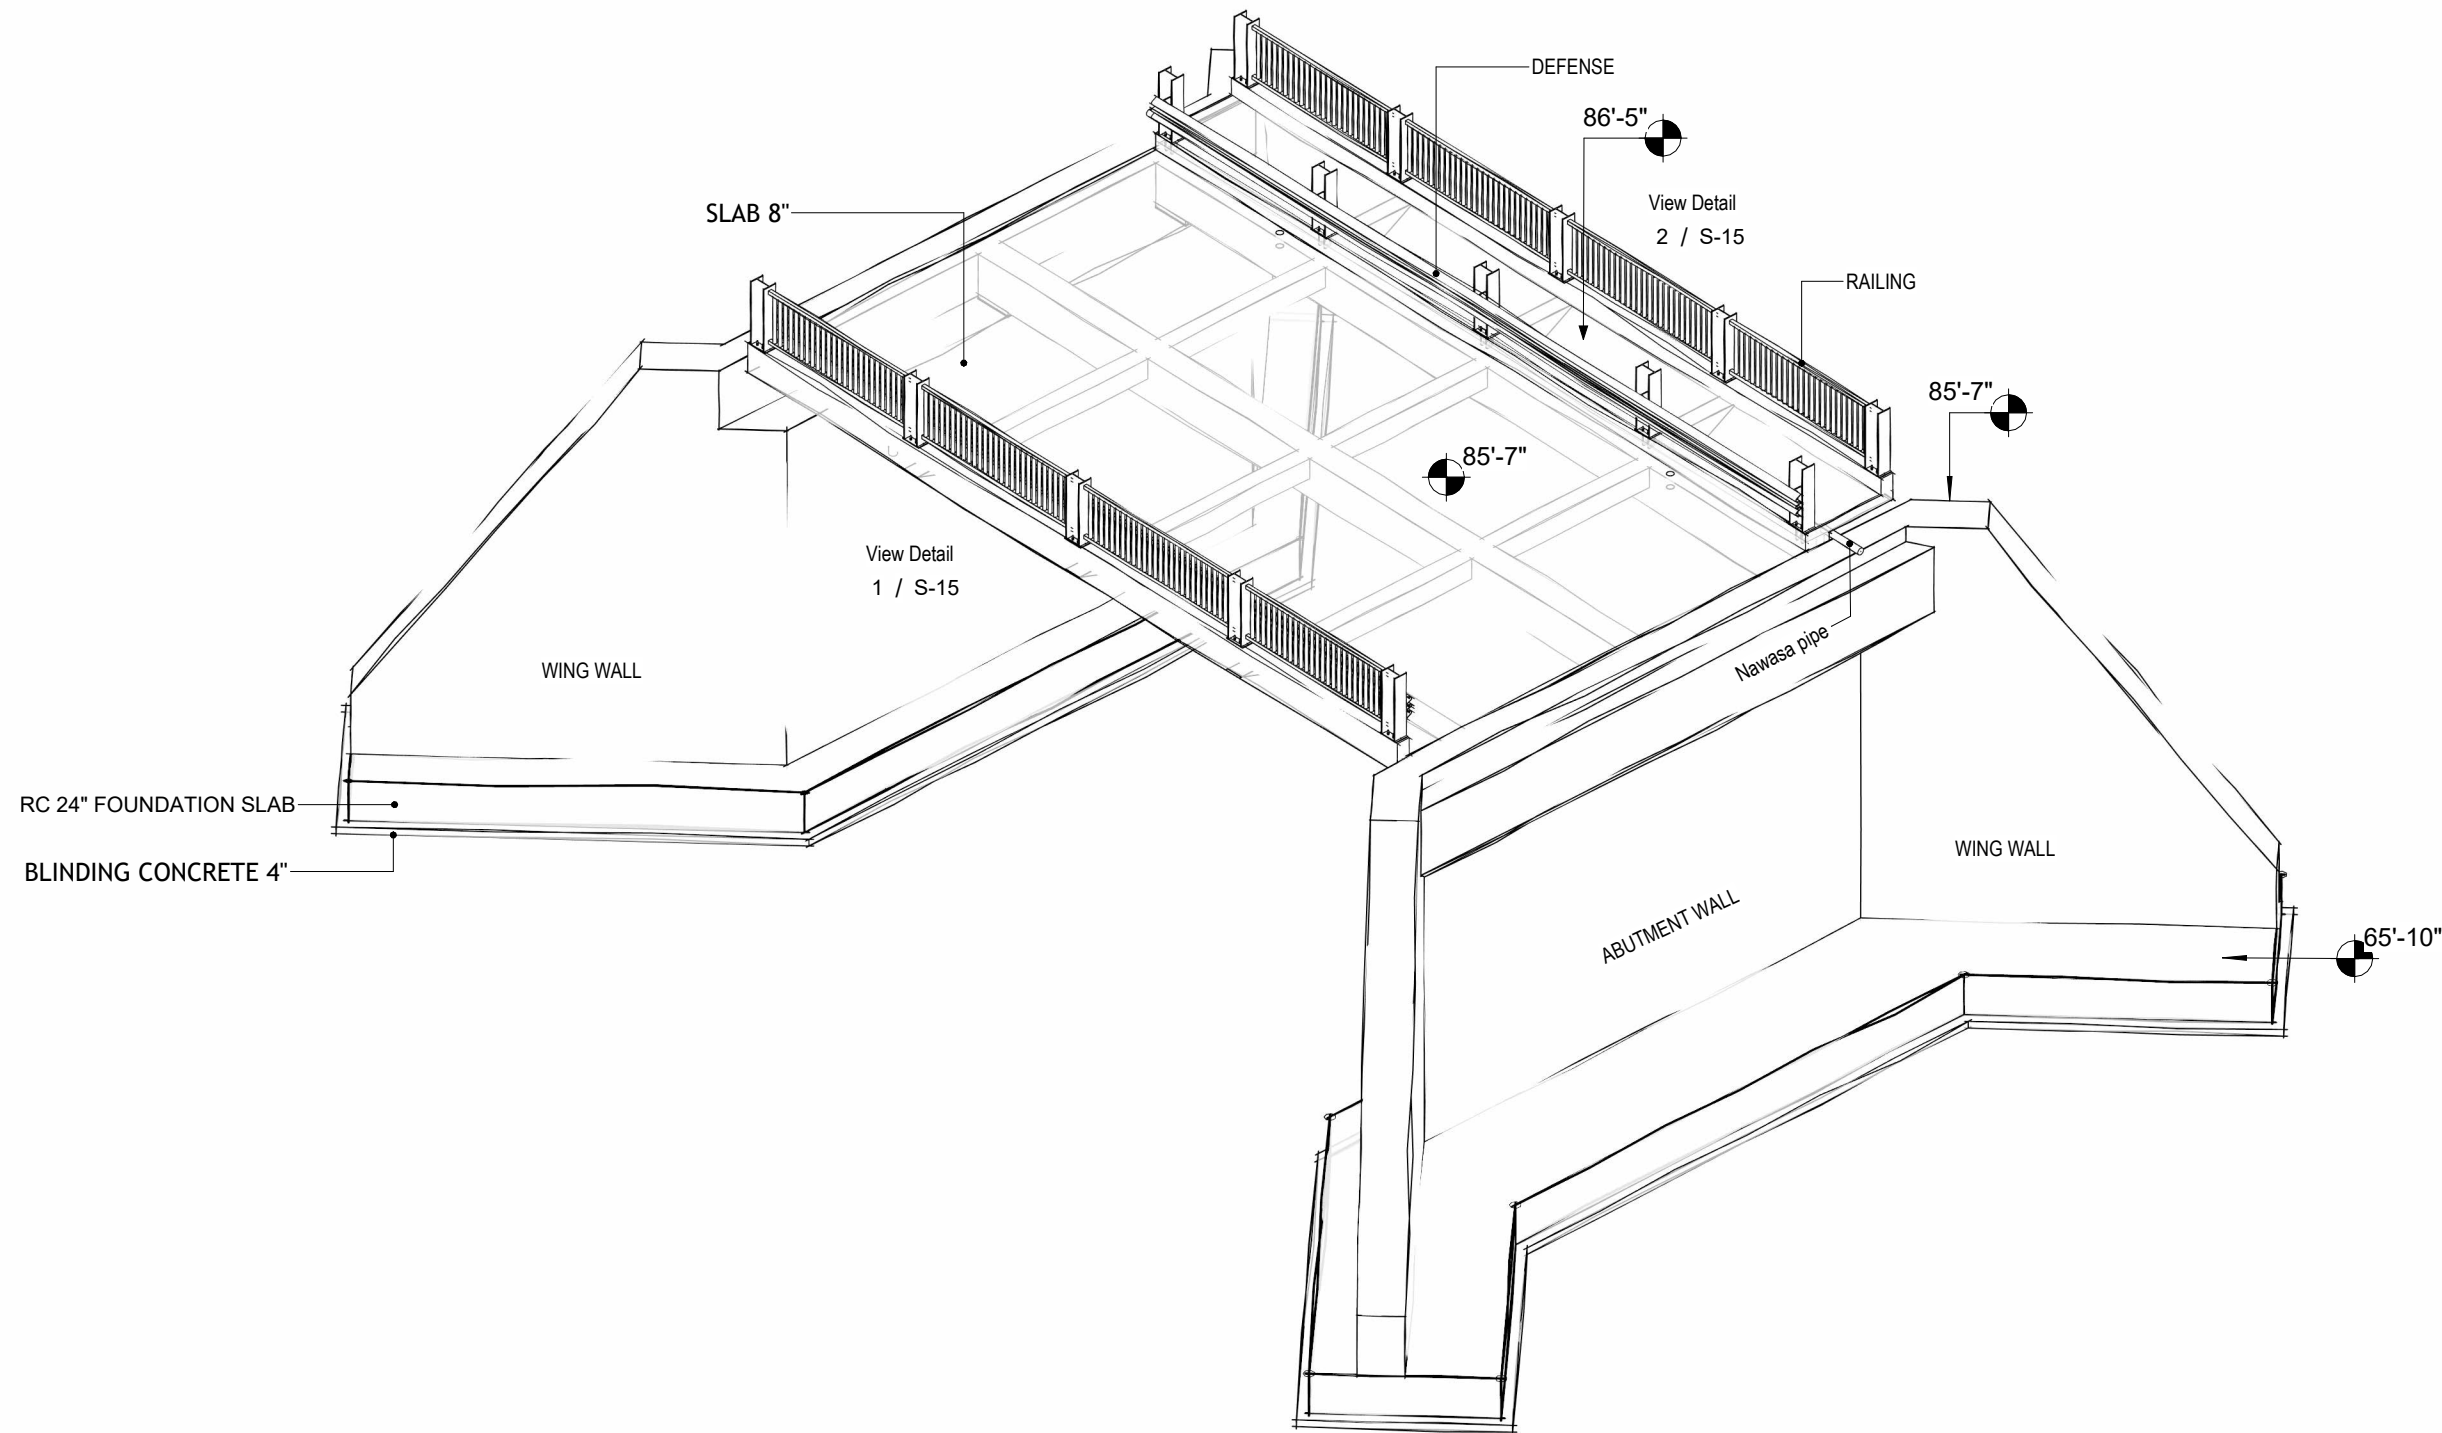 DEFENSE
86'-5"
View Detail
2 / S-15
SLAB 8"
RAILING
85'-7"
85'-7"
View Detail
1 / S-15
Nawasa pipe
WING WALL
RC 24" FOUNDATION SLAB
BLINDING CONCRETE 4"
WING WALL
ABUTMENT WALL
65'-10"